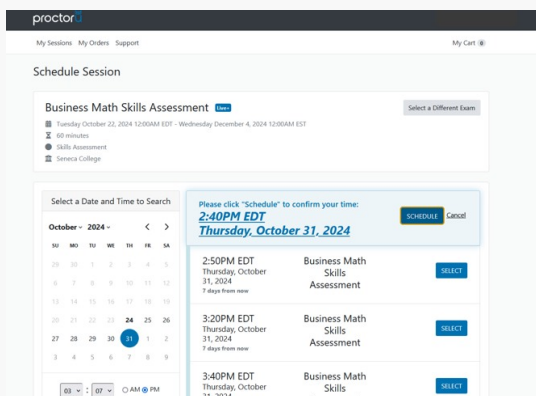 proctorU
My Sessions My Orders Support My Cart 0
Schedule Session
Business Math Skills Assessment Live+
Select a Different Exam
Tuesday October 22, 2024 12:00AM EDT - Wednesday December 4, 2024 12:00AM EST
60 minutes
Skills Assessment
Seneca College
Select a Date and Time to Search
October 2024 < >
SU MO TU WE TH FR SA
29 30 1 2 3 4 5
6 7 8 9 10 11 12
13 14 15 16 17 18 19
20 21 22 23 24 25 26
27 28 29 30 31 1 2
3 4 5 6 7 8 9
03 : 07 AM PM
Please click "Schedule" to confirm your time:
2:40PM EDT
Thursday, October 31, 2024
SCHEDULE Cancel
2:50PM EDT
Thursday, October
31, 2024
7 days from now
Business Math
Skills
Assessment
SELECT
3:20PM EDT
Thursday, October
31, 2024
7 days from now
Business Math
Skills
Assessment
SELECT
3:40PM EDT
Thursday, October
31, 2024
Business Math
Skills
SELECT